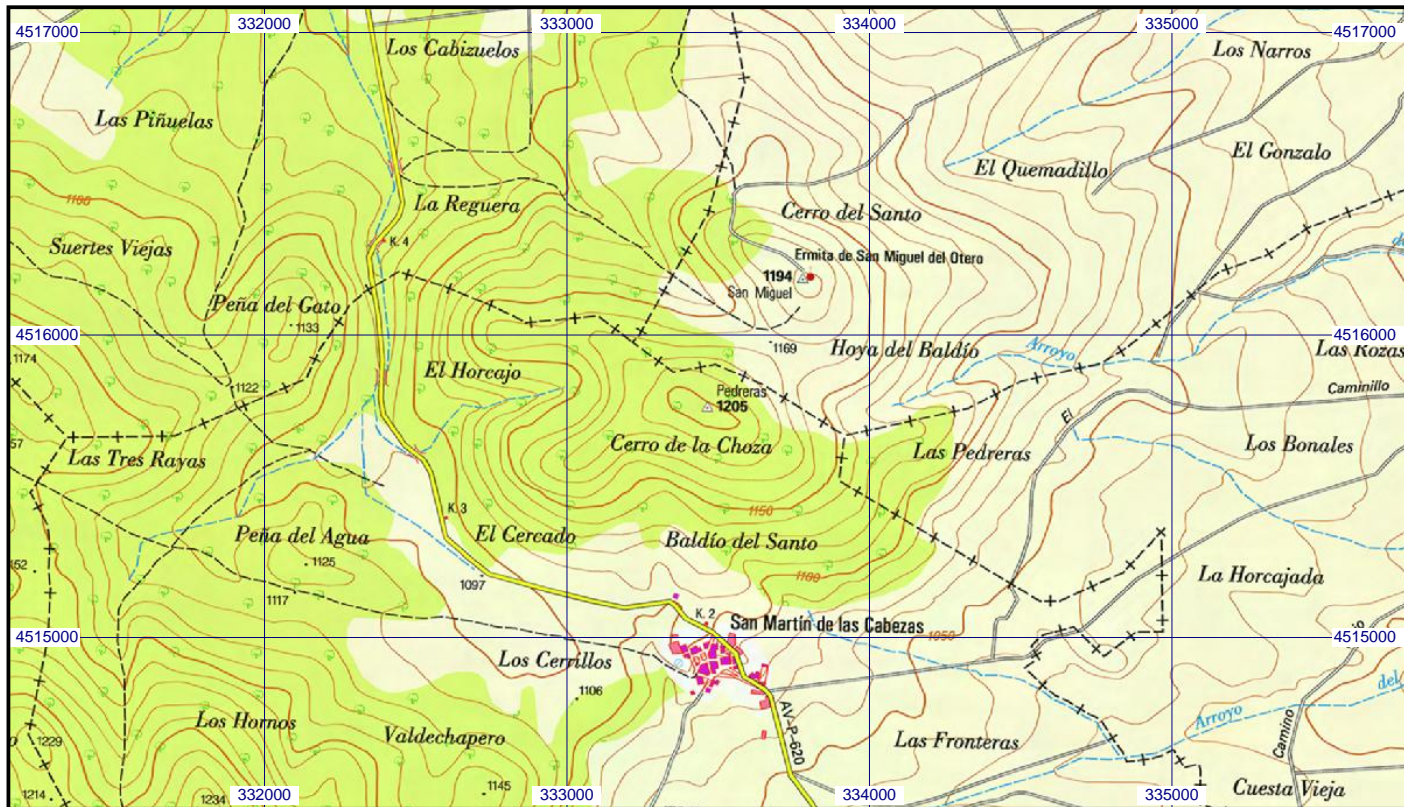 332000
333000
334000
335000
4517000
4517000
Los Cabizuelos
Los Narros
Las Piñuelas
El Gonzalo
El Quemadillo
1100
La Reguera
Cerro del Santo
K. 4
Suertes Viejas
Ermita de San Miguel del Otero
1194
San Miguel
Peña del Gato
1133
4516000
4516000
1169
Hoya del Baldío
Arroyo
Las Rozas
1174
El Horcajo
1122
Pedreras
1205
Caminillo
El
Cerro de la Choza
Las Pedreras
Los Bonales
Las Tres Rayas
K. 3
1150
Peña del Agua
El Cercado
Baldío del Santo
1125
1097
1100
La Horcajada
1117
K. 2
San Martín de las Cabezas
4515000
1050
4515000
Los Cerrillos
1106
del
Los Hornos
Valdechapero
AV-P-620
Arroyo
Camino
1229
Las Fronteras
1214
1234
1145
332000
333000
334000
335000
Cuesta Vieja